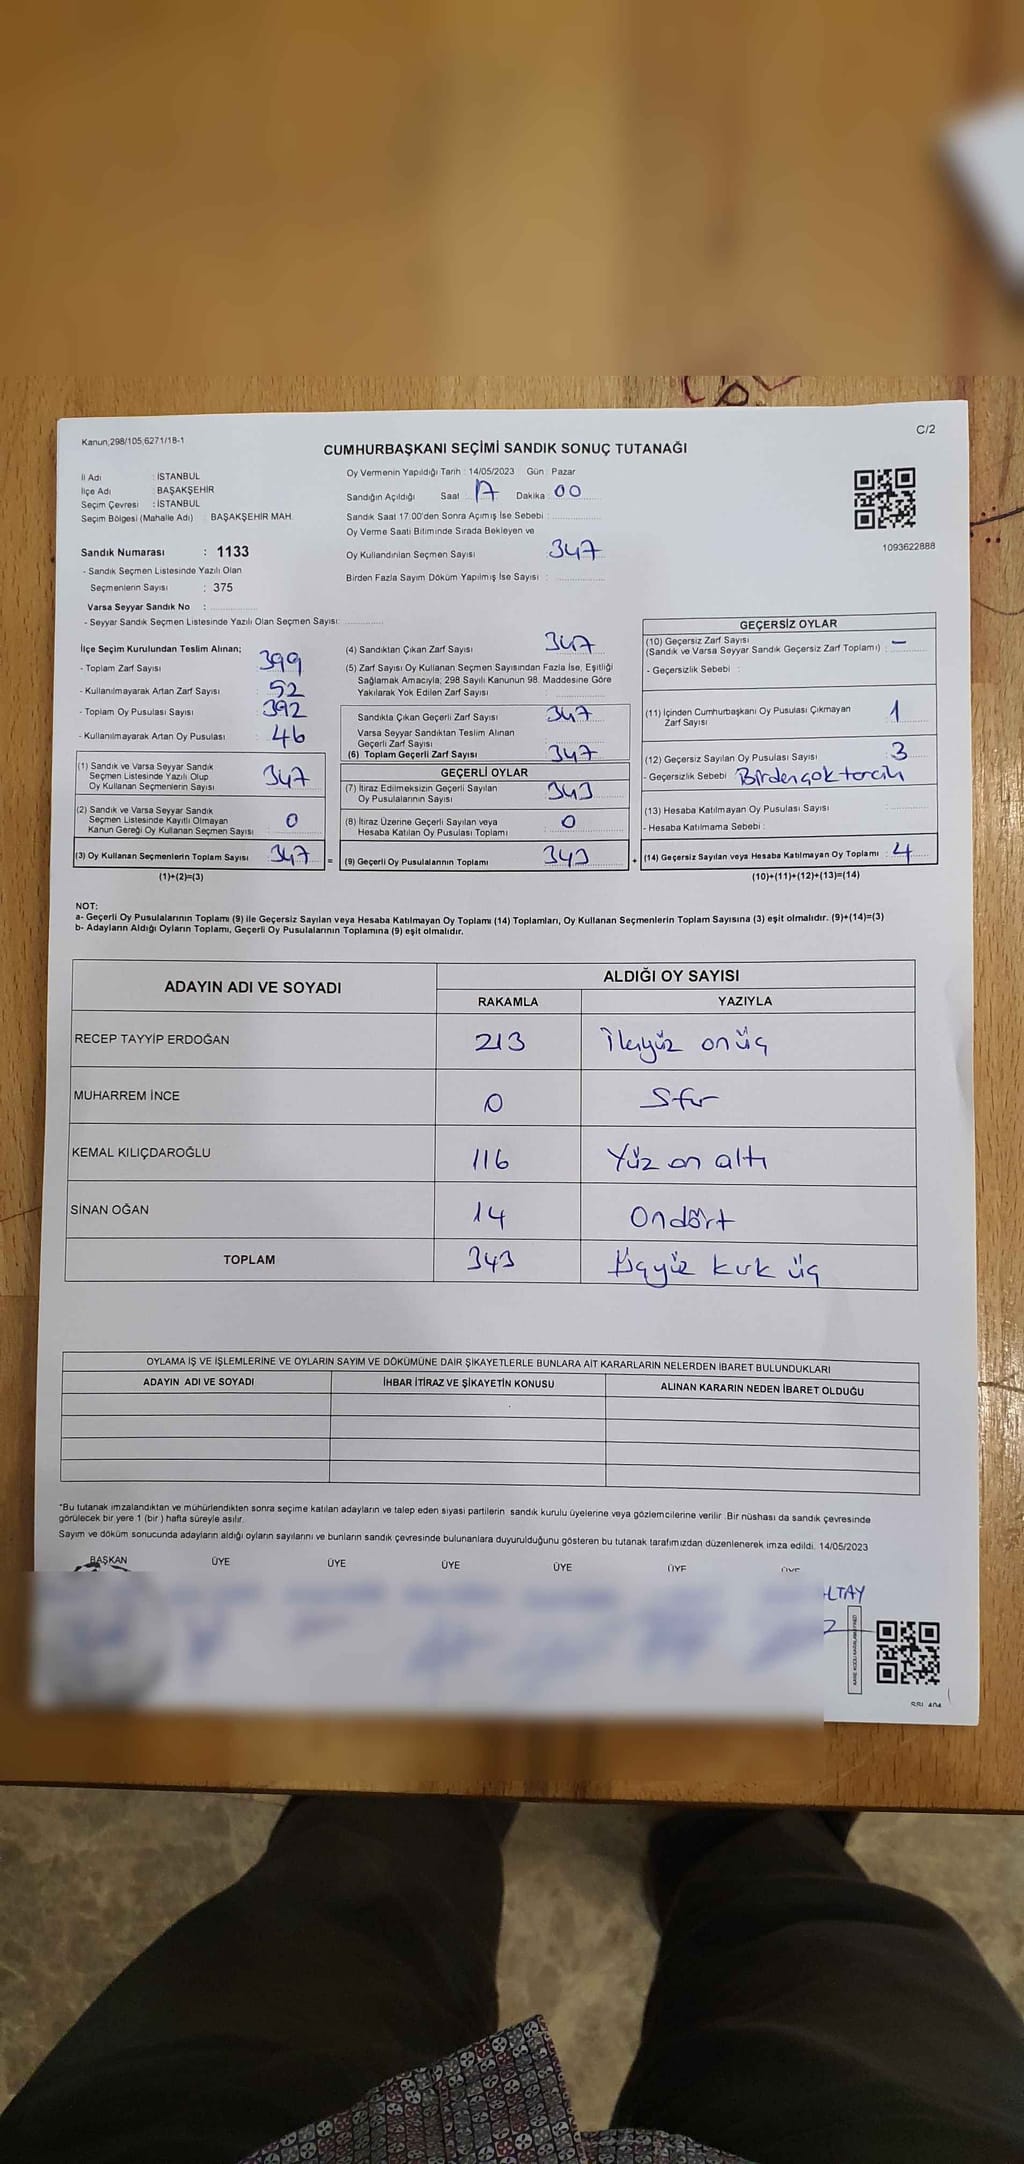 C/2
Kanun,298/105,6271/18-1
CUMHURBAŞKANI SEÇİMİ SANDIK SONUÇ TUTANAĞI
İl Adı : İSTANBUL
İlçe Adı : BAŞAKŞEHİR
Seçim Çevresi : İSTANBUL
Seçim Bölgesi (Mahalle Adı) : BAŞAKŞEHİR MAH.
Sandık Numarası : 1133
- Sandık Seçmen Listesinde Yazılı Olan
Seçmenlerin Sayısı : 375
Varsa Seyyar Sandık No :
- Seyyar Sandık Seçmen Listesinde Yazılı Olan Seçmen Sayısı:
Oy Vermenin Yapıldığı Tarih : 14/05/2023 Gün : Pazar
Sandığın Açıldığı Saat : 17 Dakika : 00
Sandık Saat 17:00'den Sonra Açımış İse Sebebi :
Oy Verme Saati Bitiminde Sırada Bekleyen ve
Oy Kullandırılan Seçmen Sayısı 347
Birden Fazla Sayım Döküm Yapılmış İse Sayısı :
1093622888
İlçe Seçim Kurulundan Teslim Alınan;
- Toplam Zarf Sayısı : 399
- Kullanılmayarak Artan Zarf Sayısı : 52
- Toplam Oy Pusulası Sayısı : 392
- Kullanılmayarak Artan Oy Pusulası : 46
(1) Sandık ve Varsa Seyyar Sandık
Seçmen Listesinde Yazılı Olup
Oy Kullanan Seçmenlerin Sayısı 347
(2) Sandık ve Varsa Seyyar Sandık
Seçmen Listesinde Kayıtlı Olmayan
Kanun Gereği Oy Kullanan Seçmen Sayısı 0
(3) Oy Kullanan Seçmenlerin Toplam Sayısı 347 =
(1)+(2)=(3)
(4) Sandıktan Çıkan Zarf Sayısı 347
(5) Zarf Sayısı Oy Kullanan Seçmen Sayısından Fazla İse, Eşitliği
Sağlamak Amacıyla; 298 Sayılı Kanunun 98. Maddesine Göre
Yakılarak Yok Edilen Zarf Sayısı :
Sandıkta Çıkan Geçerli Zarf Sayısı 347
Varsa Seyyar Sandıktan Teslim Alınan
Geçerli Zarf Sayısı
(6) Toplam Geçerli Zarf Sayısı 347
GEÇERLİ OYLAR
(7) İtiraz Edilmeksizin Geçerli Sayılan
Oy Pusulalarının Sayısı 343
(8) İtiraz Üzerine Geçerli Sayılan veya
Hesaba Katılan Oy Pusulası Toplamı 0
(9) Geçerli Oy Pusulalarının Toplamı 343 +
GEÇERSİZ OYLAR
(10) Geçersiz Zarf Sayısı
(Sandık ve Varsa Seyyar Sandık Geçersiz Zarf Toplamı) : -
- Geçersizlik Sebebi :
(11) İçinden Cumhurbaşkanı Oy Pusulası Çıkmayan
Zarf Sayısı 1
(12) Geçersiz Sayılan Oy Pusulası Sayısı 3
- Geçersizlik Sebebi : Birden çok tercih
(13) Hesaba Katılmayan Oy Pusulası Sayısı
- Hesaba Katılmama Sebebi :
(14) Geçersiz Sayılan veya Hesaba Katılmayan Oy Toplamı : 4
(10)+(11)+(12)+(13)=(14)
NOT:
a- Geçerli Oy Pusulalarının Toplamı (9) ile Geçersiz Sayılan veya Hesaba Katılmayan Oy Toplamı (14) Toplamları, Oy Kullanan Seçmenlerin Toplam Sayısına (3) eşit olmalıdır. (9)+(14)=(3)
b- Adayların Aldığı Oyların Toplamı, Geçerli Oy Pusulalarının Toplamına (9) eşit olmalıdır.
ADAYIN ADI VE SOYADI ALDIĞI OY SAYISI
RAKAMLA YAZIYLA
RECEP TAYYİP ERDOĞAN 213 İkiyüz onüç
MUHARREM İNCE 0 Sfır
KEMAL KILIÇDAROĞLU 116 Yüz on altı
SİNAN OĞAN 14 Ondört
TOPLAM 343 Üçyüz kırk üç
OYLAMA İŞ VE İŞLEMLERİNE VE OYLARIN SAYIM VE DÖKÜMÜNE DAİR ŞİKAYETLERLE BUNLARA AİT KARARLARIN NELERDEN İBARET BULUNDUKLARI
ADAYIN ADI VE SOYADI İHBAR İTİRAZ VE ŞİKAYETİN KONUSU ALINAN KARARIN NEDEN İBARET OLDUĞU
*Bu tutanak imzalandıktan ve mühürlendikten sonra seçime katılan adayların ve talep eden siyasi partilerin sandık kurulu üyelerine veya gözlemcilerine verilir .Bir nüshası da sandık çevresinde
görülecek bir yere 1 (bir ) hafta süreyle asılır.
Sayım ve döküm sonucunda adayların aldığı oyların sayılarını ve bunların sandık çevresinde bulunanlara duyurulduğunu gösteren bu tutanak tarafımızdan düzenlenerek imza edildi. 14/05/2023
BAŞKAN ÜYE ÜYE ÜYE ÜYE ÜYE ÜYE
LTAY